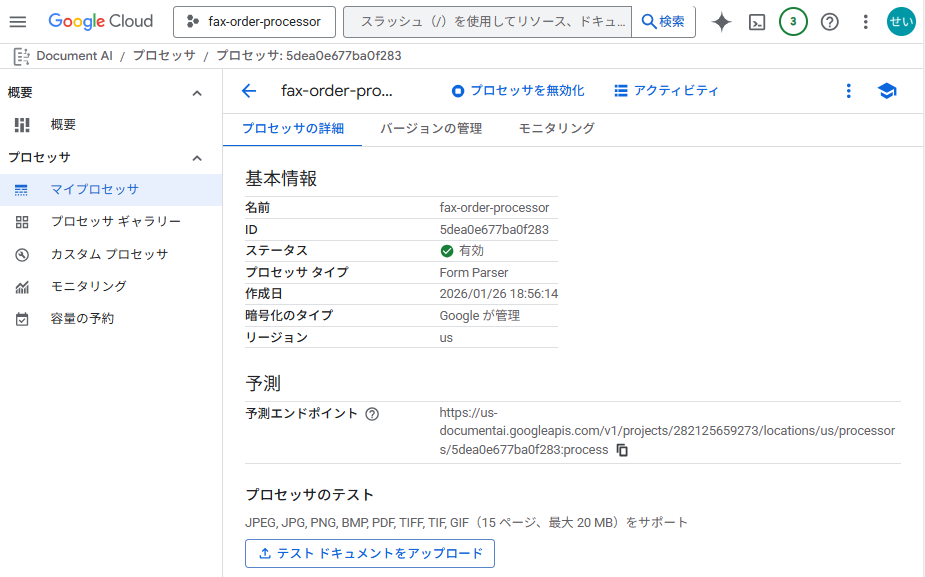 Google Cloud
fax-order-processor
スラッシュ（/）を使用してリソース、ドキュ...
検索
3
せい
Document AI / プロセッサ / プロセッサ: 5dea0e677ba0f283
概要
概要
プロセッサ
マイプロセッサ
プロセッサ ギャラリー
カスタム プロセッサ
モニタリング
容量の予約
fax-order-pro...
プロセッサを無効化
アクティビティ
プロセッサの詳細
バージョンの管理
モニタリング
基本情報
名前 fax-order-processor
ID 5dea0e677ba0f283
ステータス 有効
プロセッサ タイプ Form Parser
作成日 2026/01/26 18:56:14
暗号化のタイプ Google が管理
リージョン us
予測
予測エンドポイント https://us-
documentai.googleapis.com/v1/projects/282125659273/locations/us/processor
s/5dea0e677ba0f283:process
プロセッサのテスト
JPEG, JPG, PNG, BMP, PDF, TIFF, TIF, GIF（15 ページ、最大 20 MB）をサポート
テスト ドキュメントをアップロード